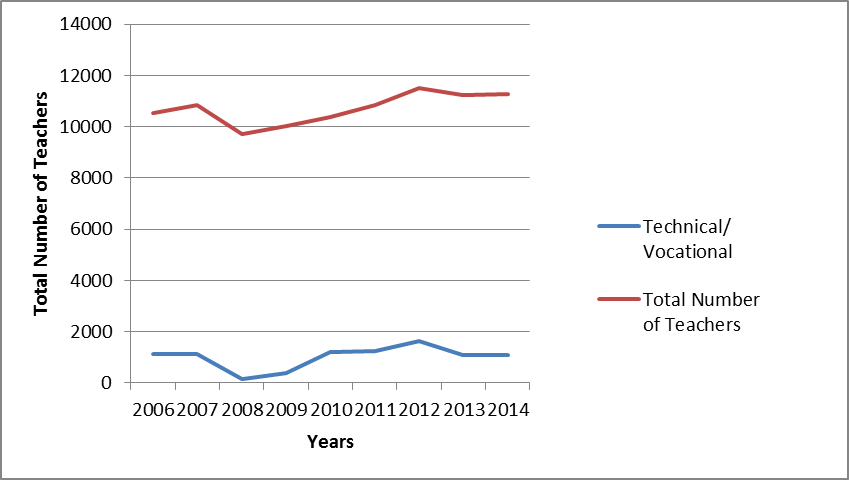 14000
12000
10000
8000
6000
4000
2000
0
Total Number of Teachers
2006 2007 2008 2009 2010 2011 2012 2013 2014
Years
Technical/
Vocational
Total Number
of Teachers